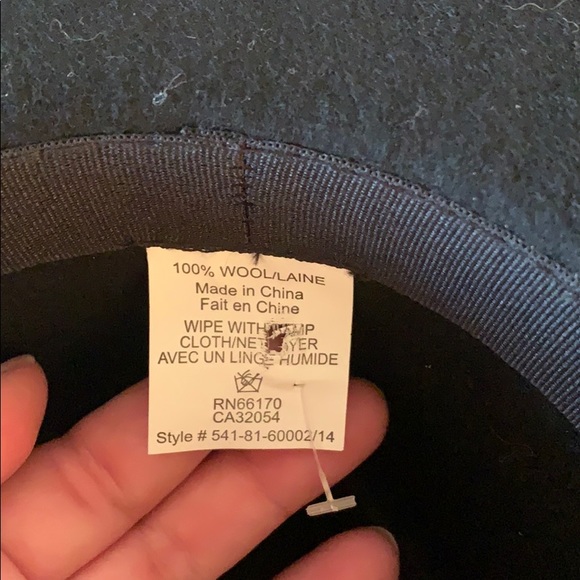 100% WOOL/LAINE
Made in China
Fait en Chine
WIPE WITH
CLOTH/NET
AVEC UN LINGE HUMIDE
RN66170
CA32054
Style # 541-81-60002/14